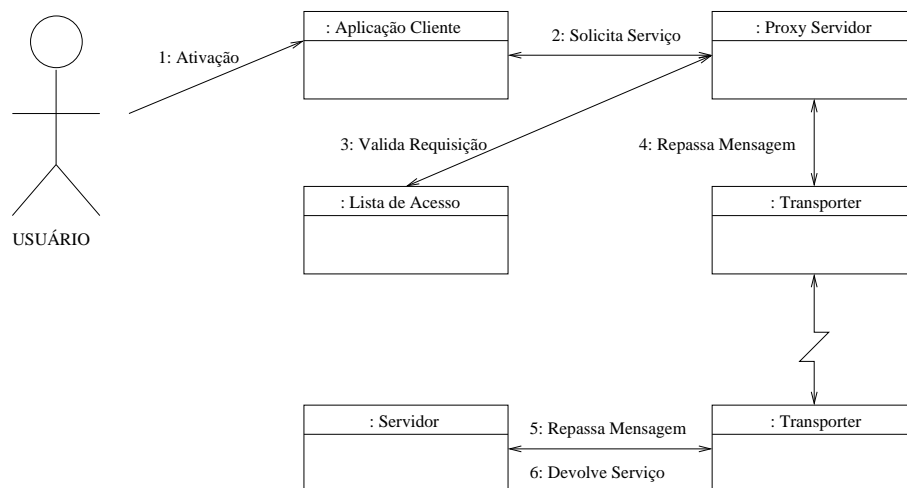 : Aplicação Cliente
2: Solicita Serviço
: Proxy Servidor
1: Ativação
3: Valida Requisição
4: Repassa Mensagem
: Lista de Acesso
: Transporter
USUÁRIO
: Servidor
5: Repassa Mensagem
: Transporter
6: Devolve Serviço